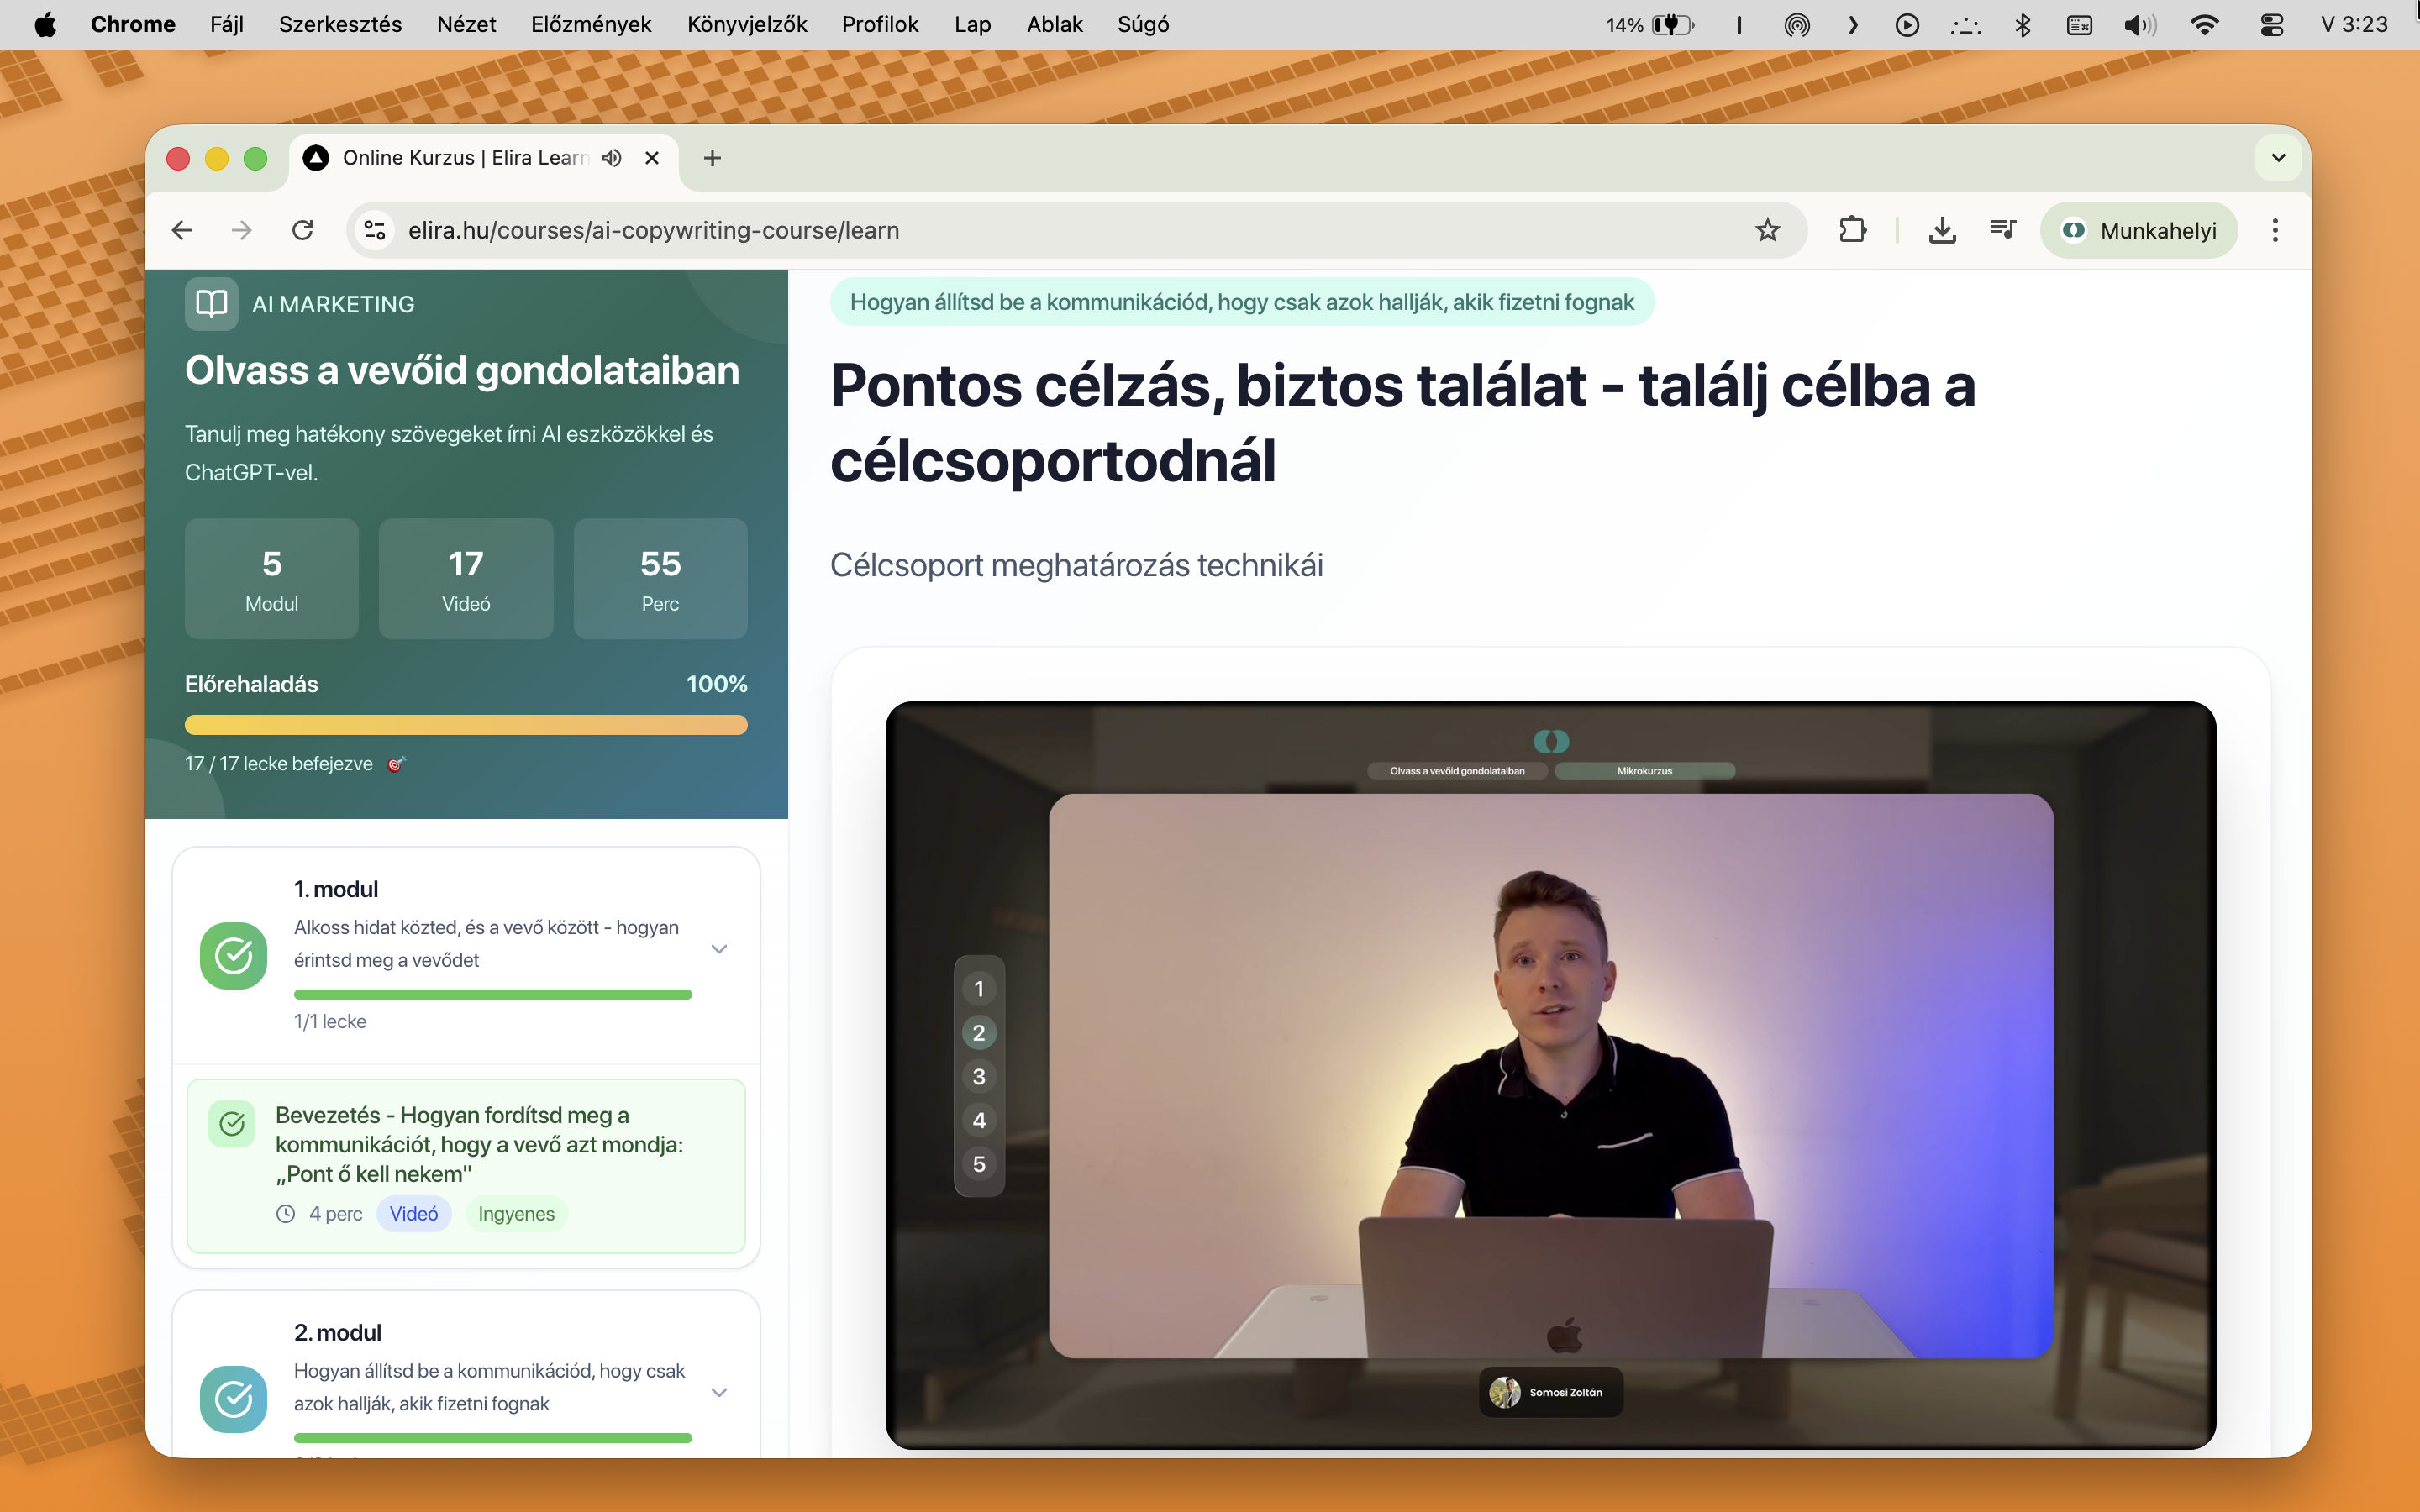 Chrome Fájl Szerkesztés Nézet Előzmények Könyvjelzők Profilok Lap Ablak Súgó 14% V 3:23
Online Kurzus | Elira Learn
elira.hu/courses/ai-copywriting-course/learn
Munkahelyi
AI MARKETING
Olvass a vevőid gondolataiban
Tanulj meg hatékony szövegeket írni AI eszközökkel és
ChatGPT-vel.
5
Modul
17
Videó
55
Perc
Előrehaladás 100%
17 / 17 lecke befejezve
1. modul
Alkoss hidat közted, és a vevő között - hogyan
érintsd meg a vevődet
1/1 lecke
Bevezetés - Hogyan fordítsd meg a
kommunikációt, hogy a vevő azt mondja:
„Pont ő kell nekem"
4 perc Videó Ingyenes
2. modul
Hogyan állítsd be a kommunikációd, hogy csak
azok hallják, akik fizetni fognak
Hogyan állítsd be a kommunikációd, hogy csak azok hallják, akik fizetni fognak
Pontos célzás, biztos találat - találj célba a
célcsoportodnál
Célcsoport meghatározás technikái
Olvass a vevőid gondolataiban Mikrokurzus
1
2
3
4
5
Somosi Zoltán